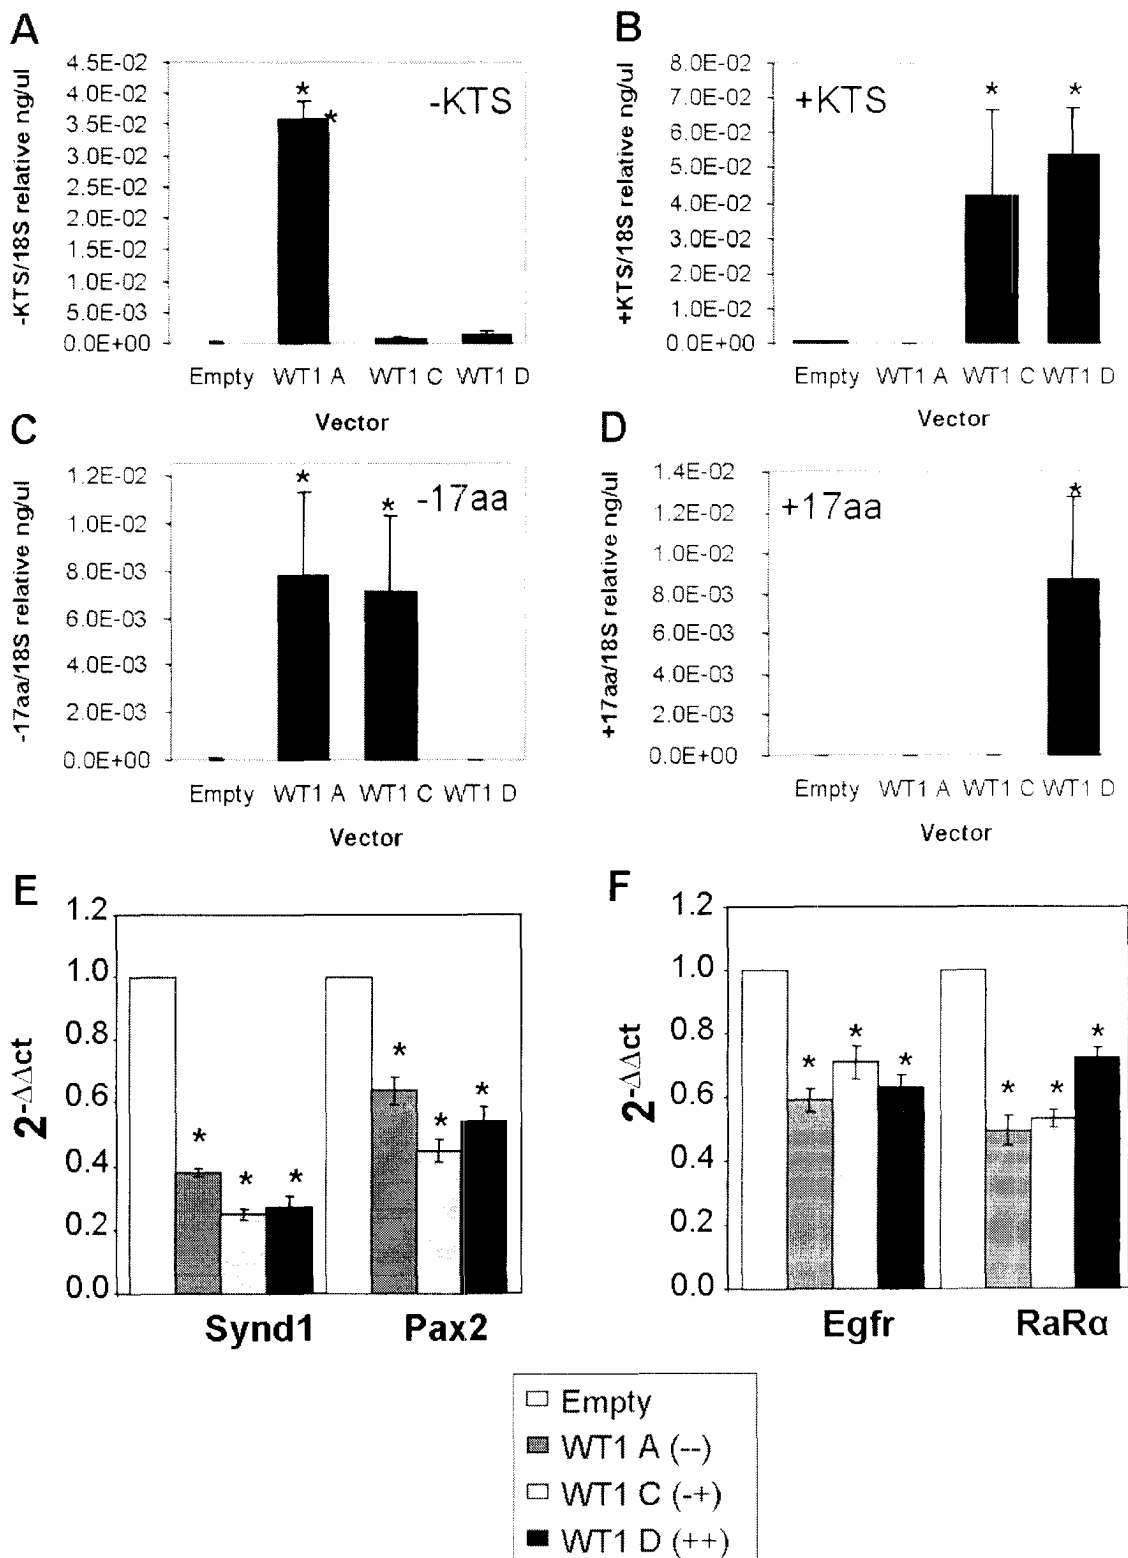 A
-KTS/18S relative ng/ul
4.5E-02
4.0E-02
3.5E-02
3.0E-02
2.5E-02
2.0E-02
1.5E-02
1.0E-02
5.0E-03
0.0E+00
-KTS
*
*
Empty WT1 A WT1 C WT1 D
Vector
B
+KTS/18S relative ng/ul
8.0E-02
7.0E-02
6.0E-02
5.0E-02
4.0E-02
3.0E-02
2.0E-02
1.0E-02
0.0E+00
+KTS
* *
Empty WT1 A WT1 C WT1 D
Vector
C
-17aa/18S relative ng/ul
1.2E-02
1.0E-02
8.0E-03
6.0E-03
4.0E-03
2.0E-03
0.0E+00
-17aa
* *
Empty WT1 A WT1 C WT1 D
Vector
D
+17aa/18S relative ng/ul
1.4E-02
1.2E-02
1.0E-02
8.0E-03
6.0E-03
4.0E-03
2.0E-03
0.0E+00
+17aa
*
Empty WT1 A WT1 C WT1 D
Vector
E
2-ΔΔct
1.2
1.0
0.8
0.6
0.4
0.2
0.0
* * * * * *
Synd1 Pax2
F
2-ΔΔct
1.2
1.0
0.8
0.6
0.4
0.2
0.0
* * * * * *
Egfr RaRα
Empty
WT1 A (--)
WT1 C (-+)
WT1 D (++)